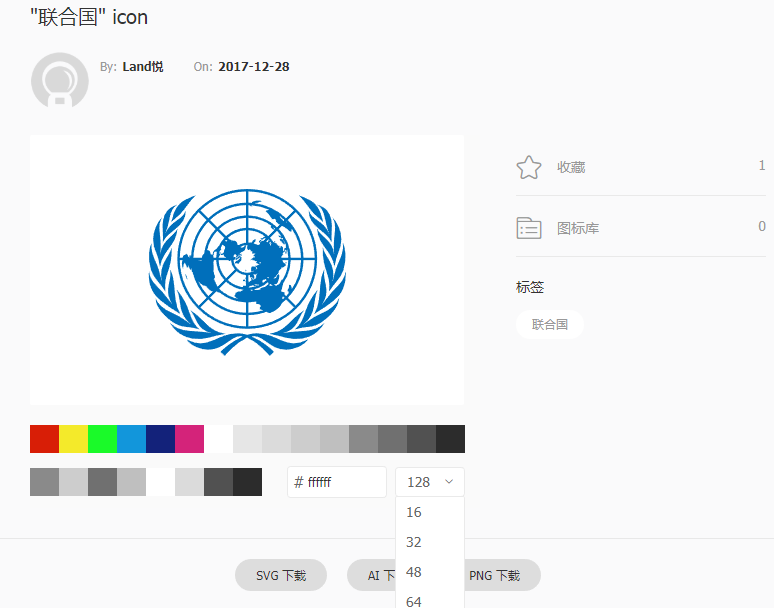 "联合国" icon
By: Land悦 On: 2017-12-28
收藏 1
图标库 0
标签
联合国
# ffffff 128
16
32
48
64
SVG 下载 AI 下 PNG 下载